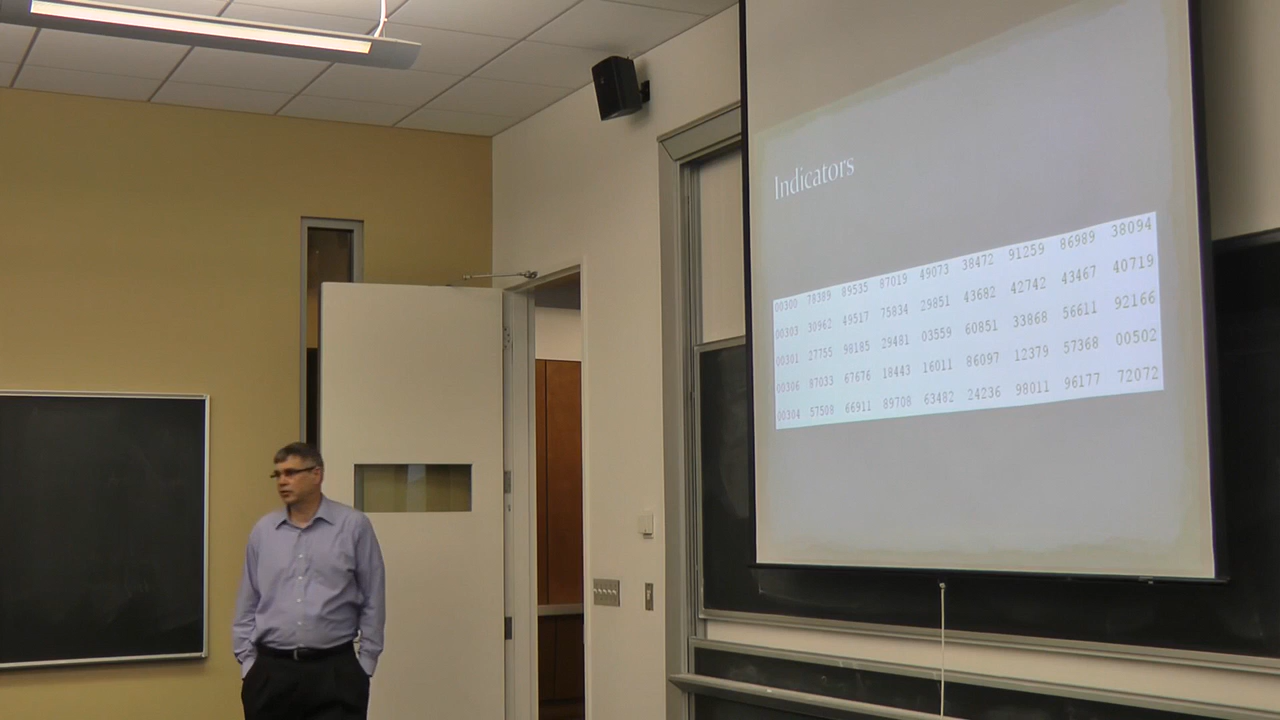 Indicators
00300 78389 89535 87019 49073 38472 91259 86989 38094
00303 30962 49517 75834 29851 43682 42742 43467 40719
00301 27755 98185 29481 03559 60851 33868 56611 92166
00306 87033 67676 18443 16011 86097 12379 57368 00502
00304 57508 66911 89708 63482 24236 98011 96177 72072